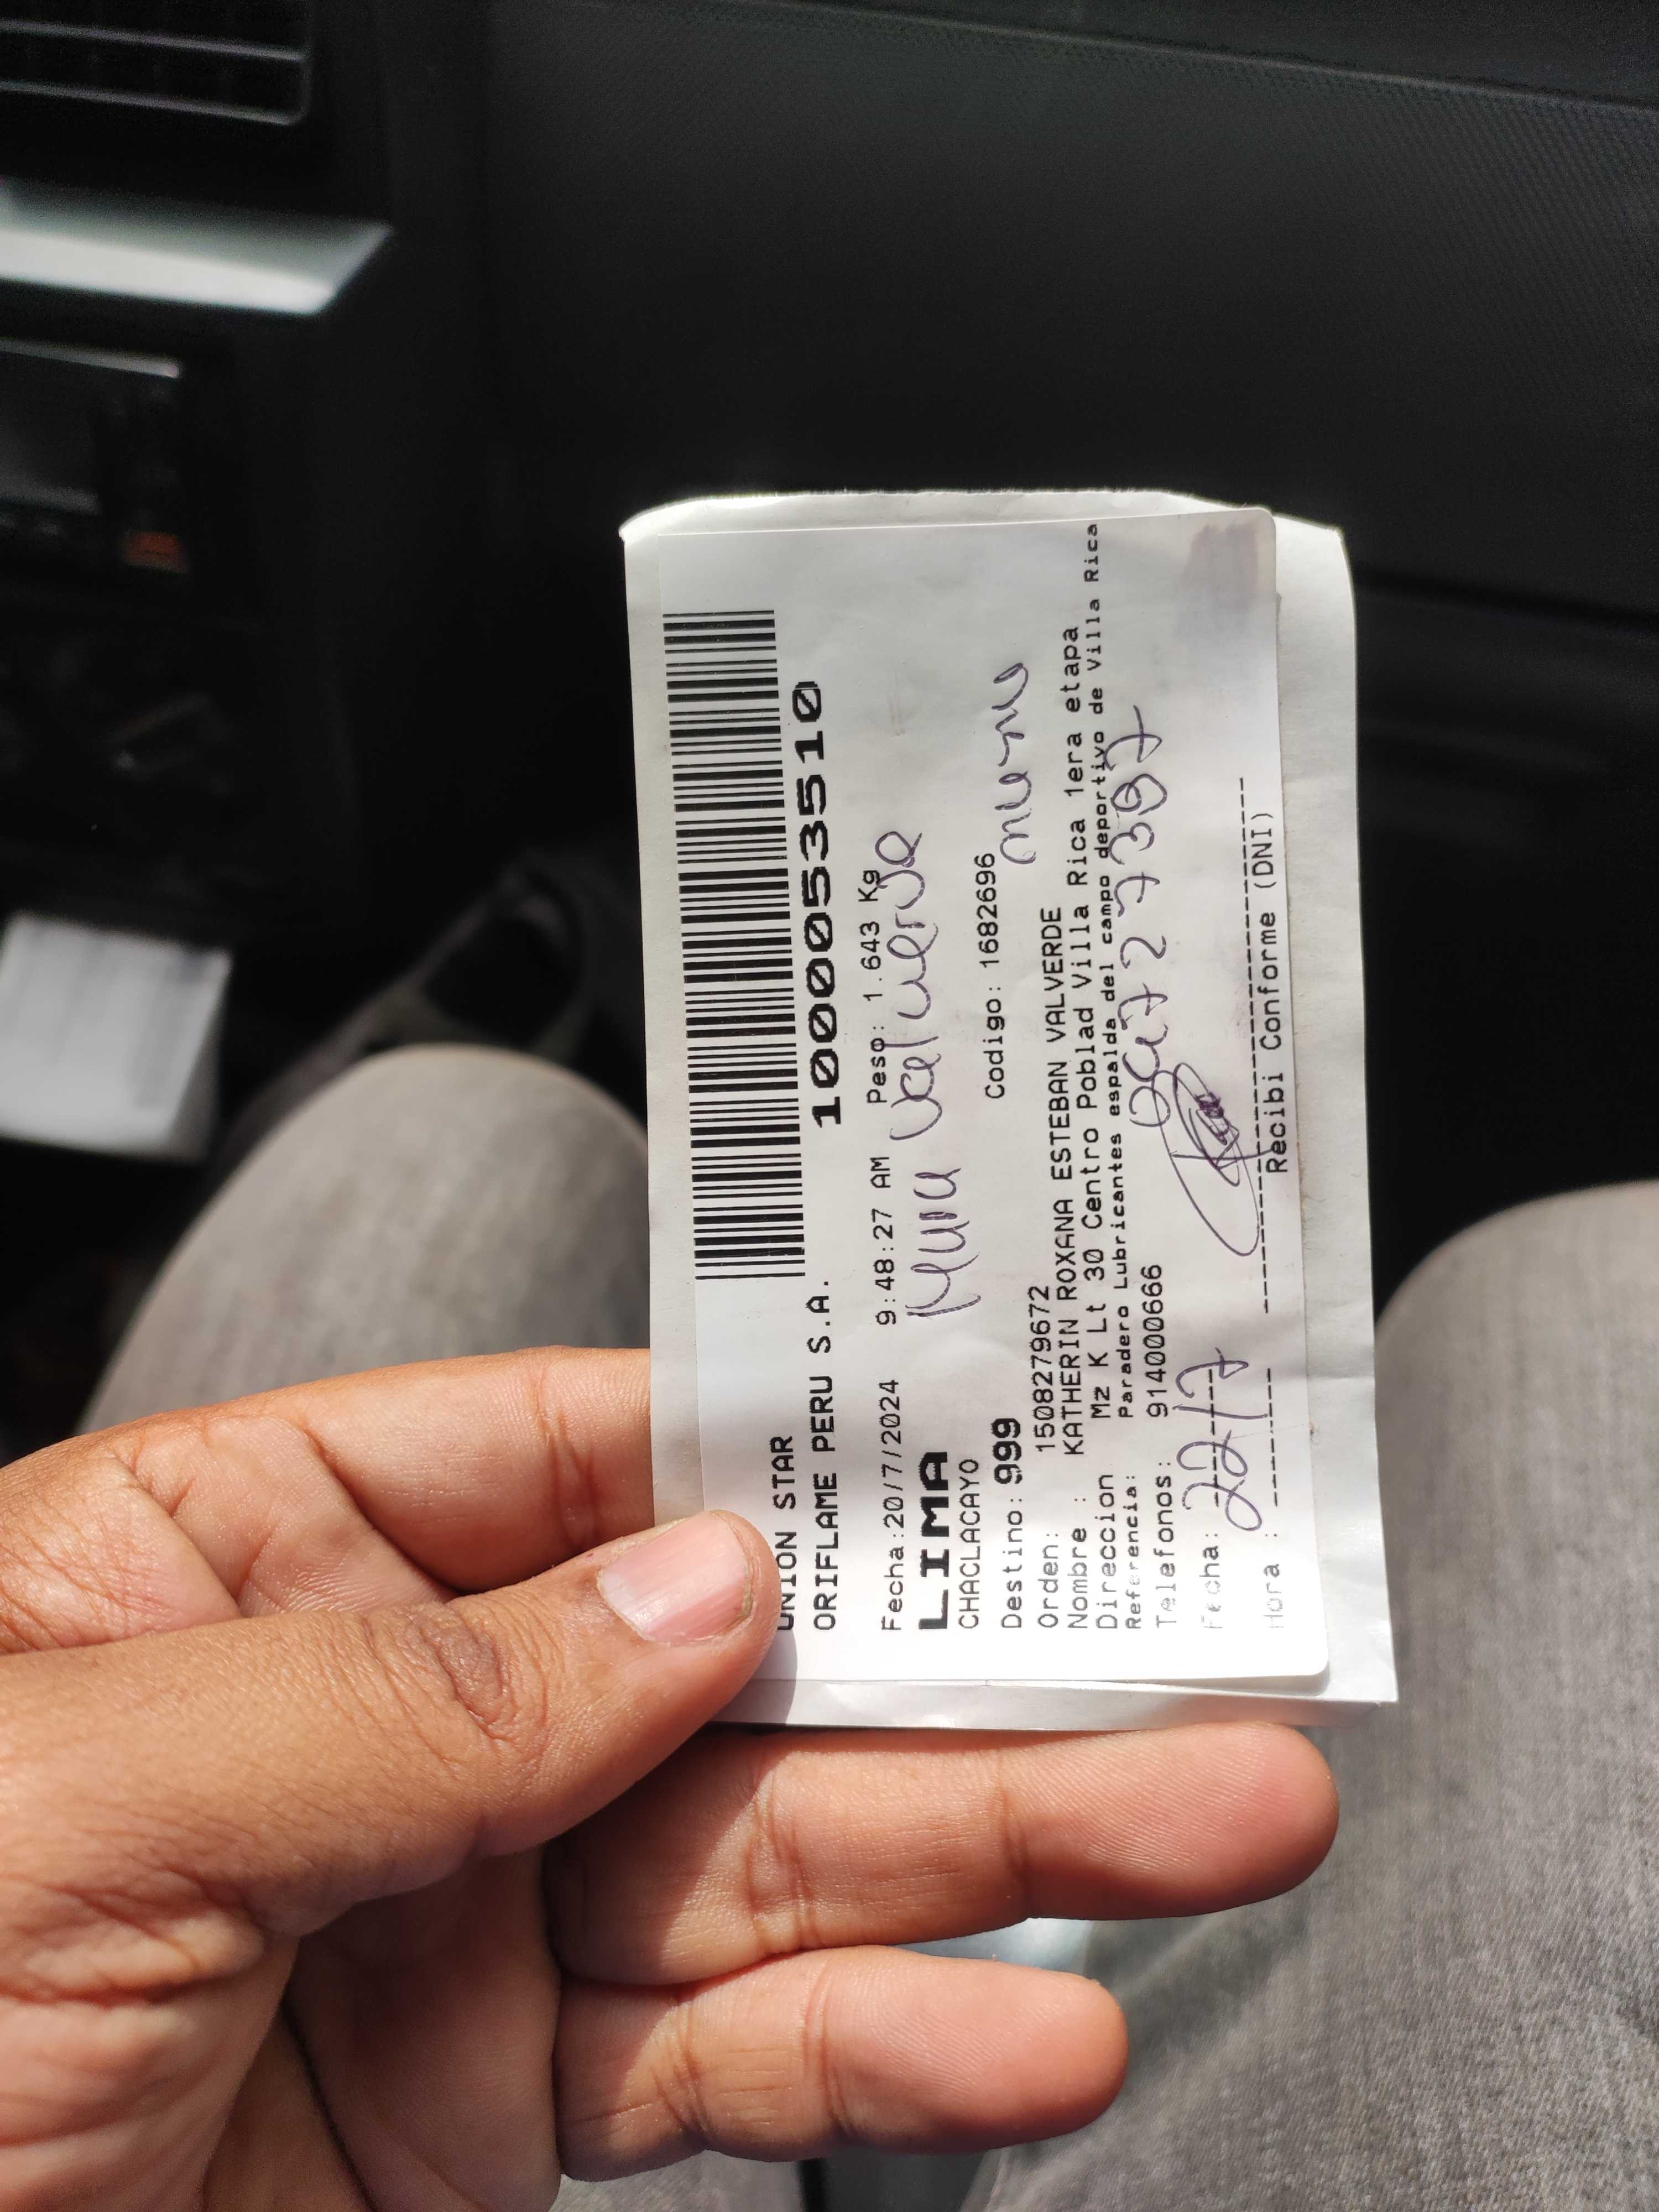 UNION STAR
ORIFLAME PERU S.A. 10000533510
Fecha:20/7/2024 9:48:27 AM Peso: 1.643 Kg
LIMA
CHACLACAYO
Destino: 999 Codigo: 1682696
Orden: 1508279672
Nombre : KATHERIN ROXANA ESTEBAN VALVERDE
Direccion Mz K Lt 30 Centro Poblad Villa Rica 1era etapa
Referencia: Paradero Lubricantes espalda del campo deportivo de Villa Rica
Telefonos: 914000666
Fecha: 22/7
Hora :
Recibi Conforme (DNI)